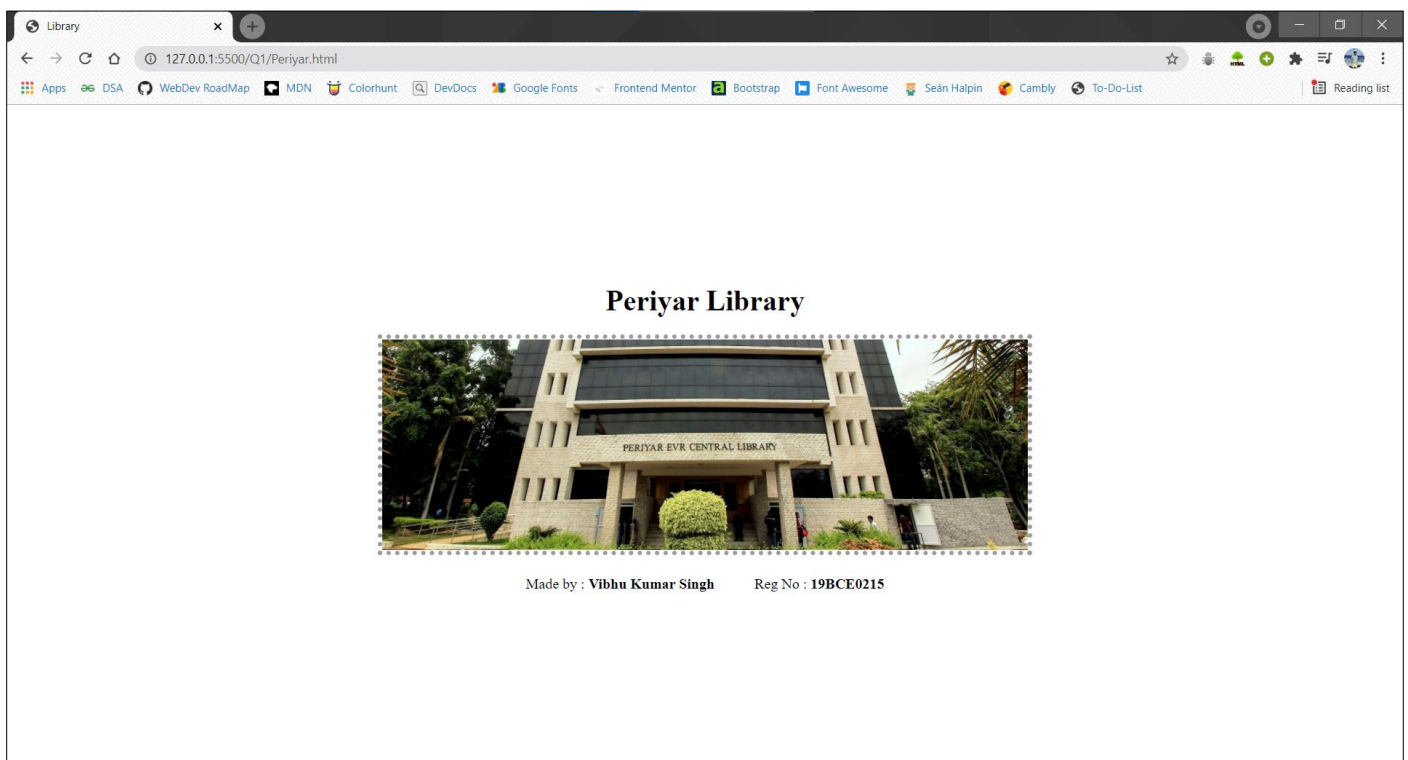 Library
127.0.0.1:5500/Q1/Periyar.html
Apps DSA WebDev RoadMap MDN Colorhunt DevDocs Google Fonts Frontend Mentor Bootstrap Font Awesome Seán Halpin Cambly To-Do-List Reading list
Periyar Library
PERIYAR EVR CENTRAL LIBRARY
Made by : Vibhu Kumar Singh Reg No : 19BCE0215